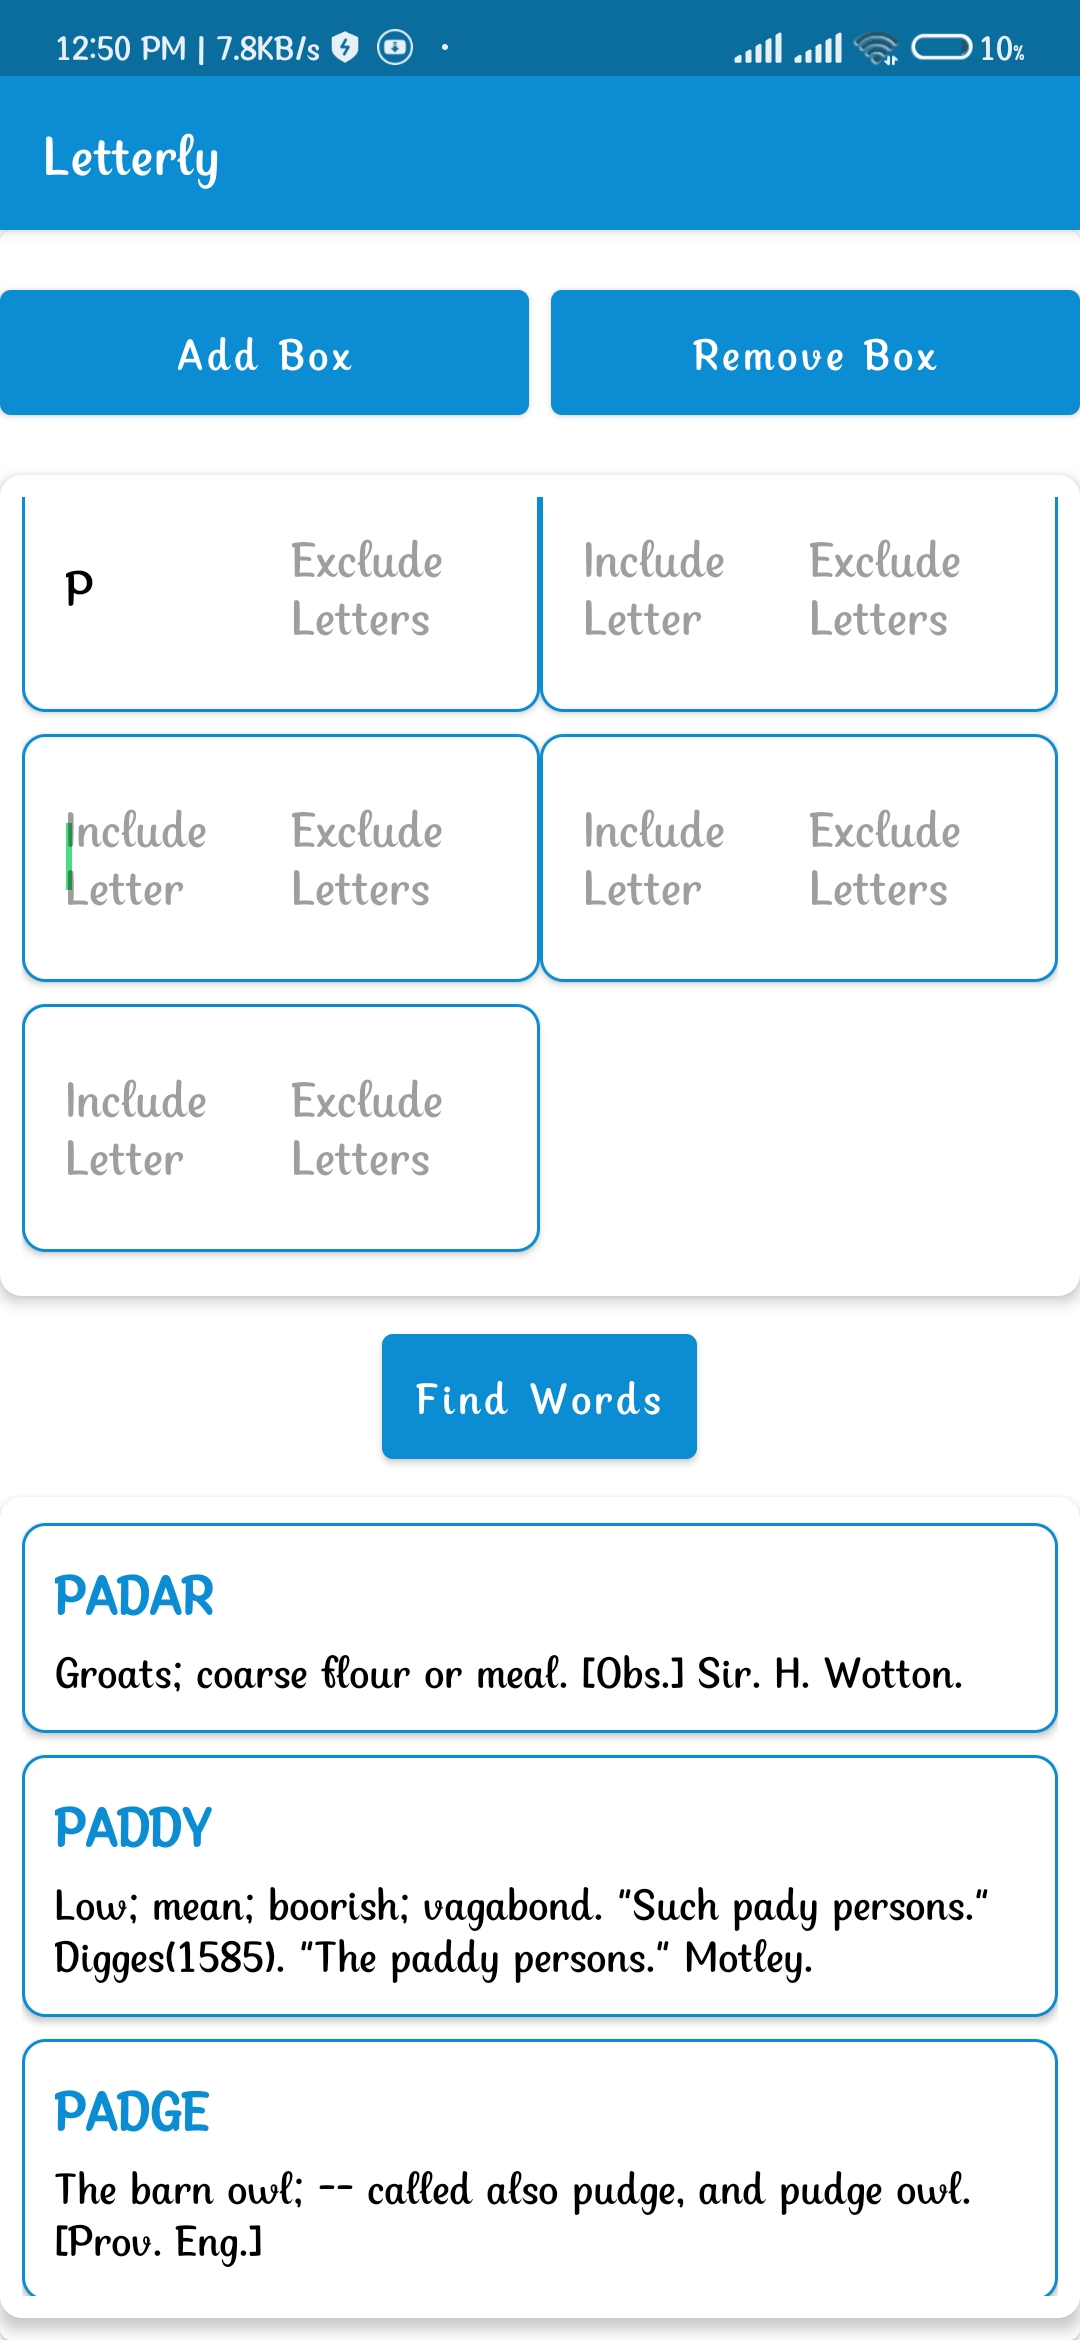 12:50 PM | 7.8KB/s
10%
Letterly
Add Box
Remove Box
p
Exclude
Letters
Include
Letter
Exclude
Letters
Include
Letter
Exclude
Letters
Include
Letter
Exclude
Letters
Include
Letter
Exclude
Letters
Find Words
PADAR
Groats; coarse flour or meal. [Obs.] Sir. H. Wotton.
PADDY
Low; mean; boorish; vagabond. "Such pady persons."
Digges(1585). "The paddy persons." Motley.
PADGE
The barn owl; -- called also pudge, and pudge owl.
[Prov. Eng.]